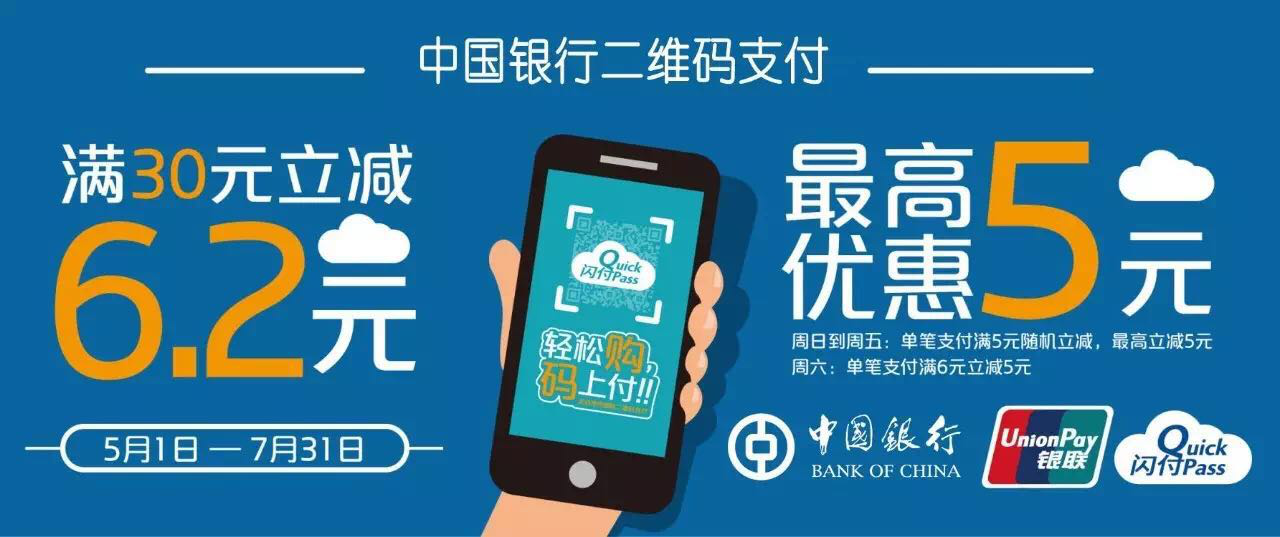 中国银行二维码支付
满30元立减
6.2元
5月1日 — 7月31日
Quick
闪付Pass
轻松购,
码上付!!
最高
优惠5元
周日到周五：单笔支付满5元随机立减，最高立减5元
周六：单笔支付满6元立减5元
中國銀行
BANK OF CHINA
UnionPay
银联
Quick
闪付Pass